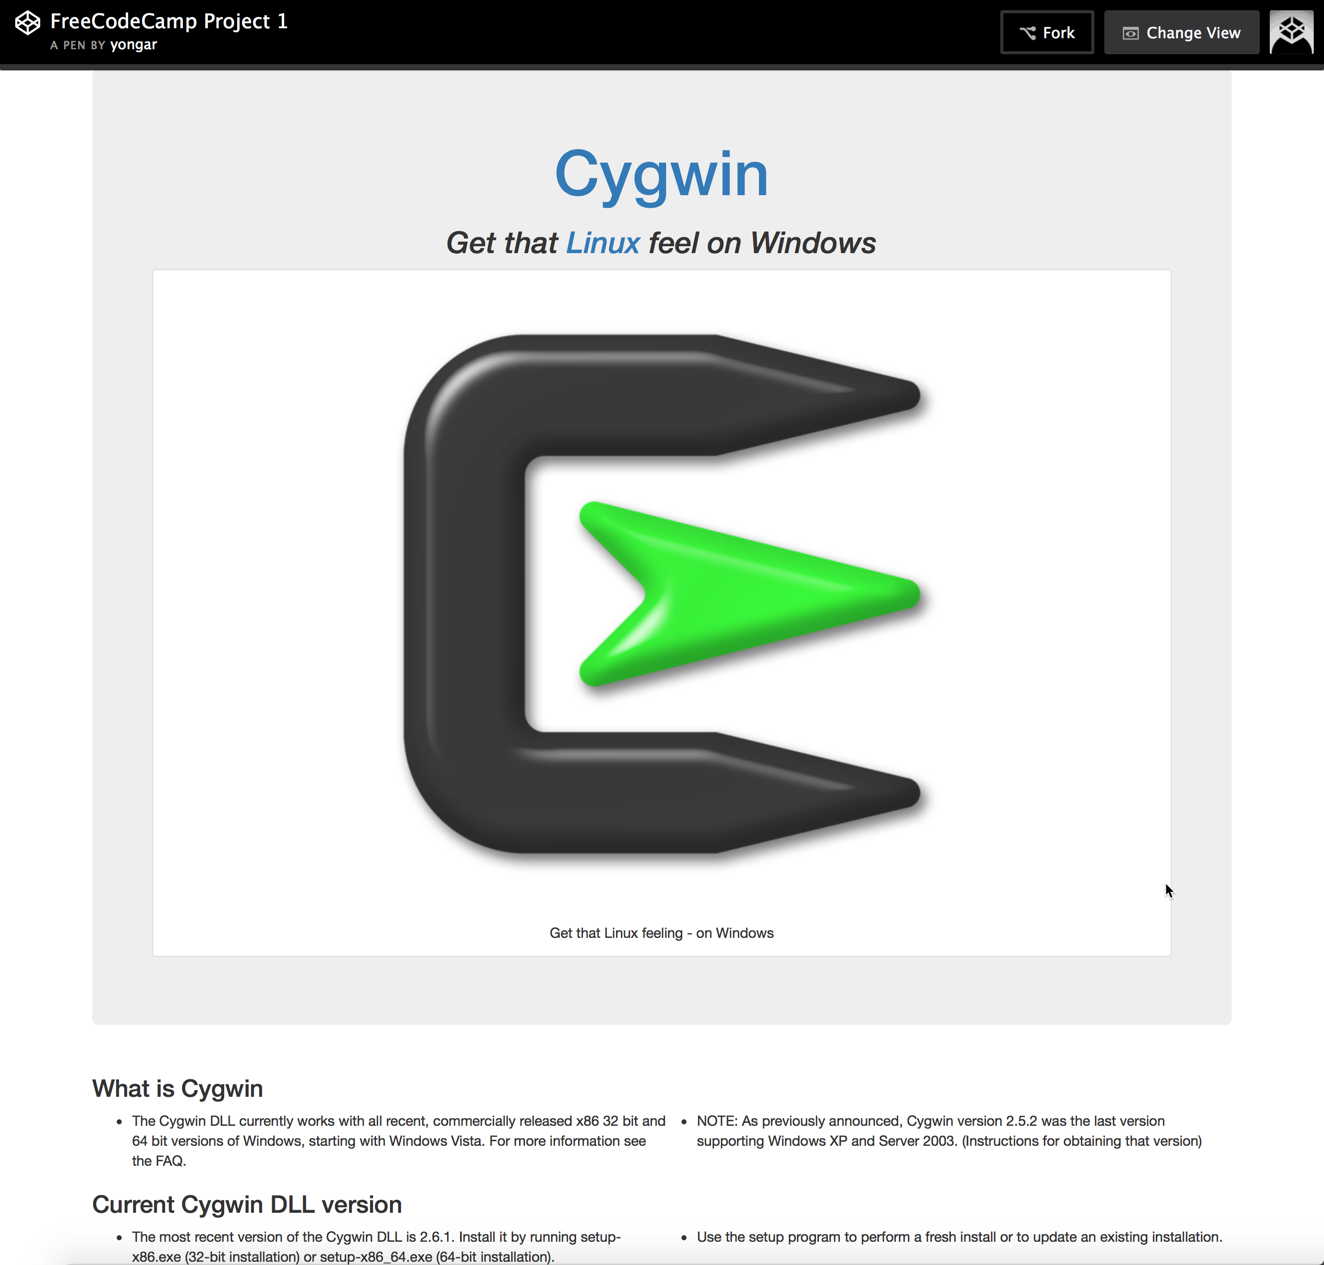 FreeCodeCamp Project 1
A PEN BY yongar
Fork
Change View
Cygwin
Get that Linux feel on Windows
Get that Linux feeling - on Windows
What is Cygwin
• The Cygwin DLL currently works with all recent, commercially released x86 32 bit and
64 bit versions of Windows, starting with Windows Vista. For more information see
the FAQ.
• NOTE: As previously announced, Cygwin version 2.5.2 was the last version
supporting Windows XP and Server 2003. (Instructions for obtaining that version)
Current Cygwin DLL version
• The most recent version of the Cygwin DLL is 2.6.1. Install it by running setup-
x86.exe (32-bit installation) or setup-x86_64.exe (64-bit installation).
• Use the setup program to perform a fresh install or to update an existing installation.